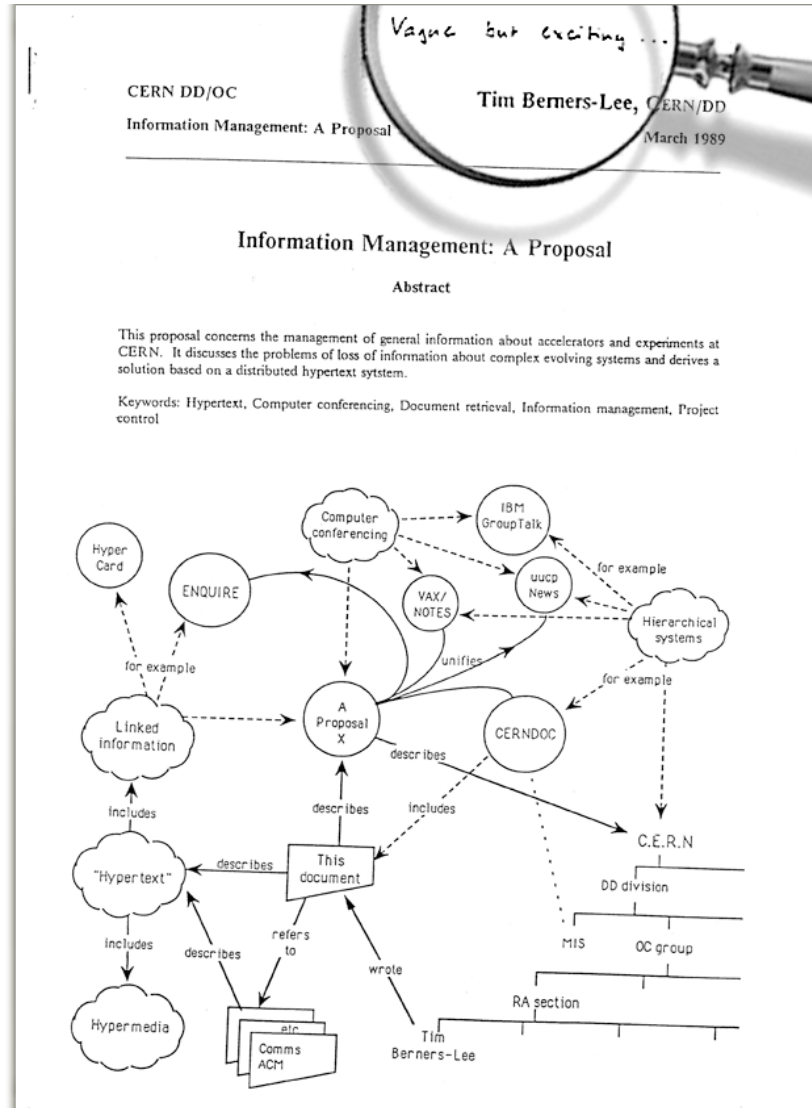 Vague but exciting ...
CERN DD/OC
Tim Berners-Lee, CERN/DD
Information Management: A Proposal
March 1989
Information Management: A Proposal
Abstract
This proposal concerns the management of general information about accelerators and experiments at
CERN. It discusses the problems of loss of information about complex evolving systems and derives a
solution based on a distributed hypertext sytstem.
Keywords: Hypertext, Computer conferencing, Document retrieval, Information management, Project
control
IBM
GroupTalk
Computer
conferencing
Hyper
Card
for example
uucp
News
ENQUIRE
VAX/
NOTES
Hierarchical
systems
unifies
for example
for example
A
Proposal
X
Linked
information
CERNDOC
describes
includes
describes
includes
C.E.R.N
This
document
describes
"Hypertext"
DD division
refers
to
includes
describes
MIS
OC group
wrote
RA section
Hypermedia
etc
Comms
ACM
Tim
Berners-Lee